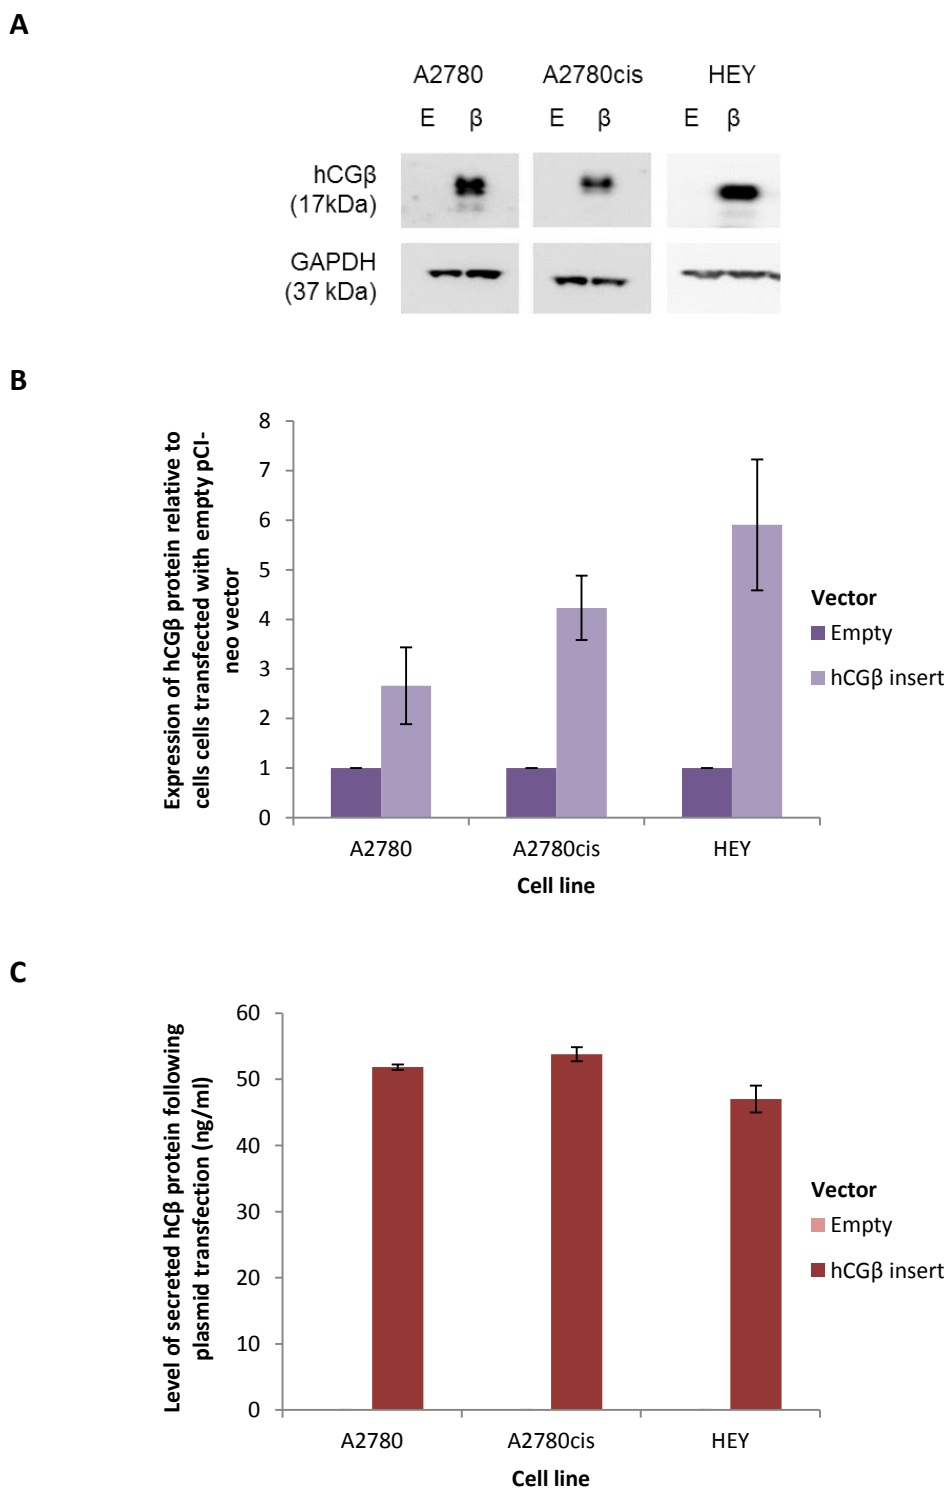 A
A2780 A2780cis HEY
E β E β E β
hCGβ
(17kDa)
GAPDH
(37 kDa)
B
Expression of hCGβ protein relative to
cells cells transfected with empty pCI-
neo vector
8
7
6
5
4
3
2
1
0
A2780 A2780cis HEY
Cell line
Vector
Empty
hCGβ insert
C
Level of secreted hCβ protein following
plasmid transfection (ng/ml)
60
50
40
30
20
10
0
A2780 A2780cis HEY
Cell line
Vector
Empty
hCGβ insert